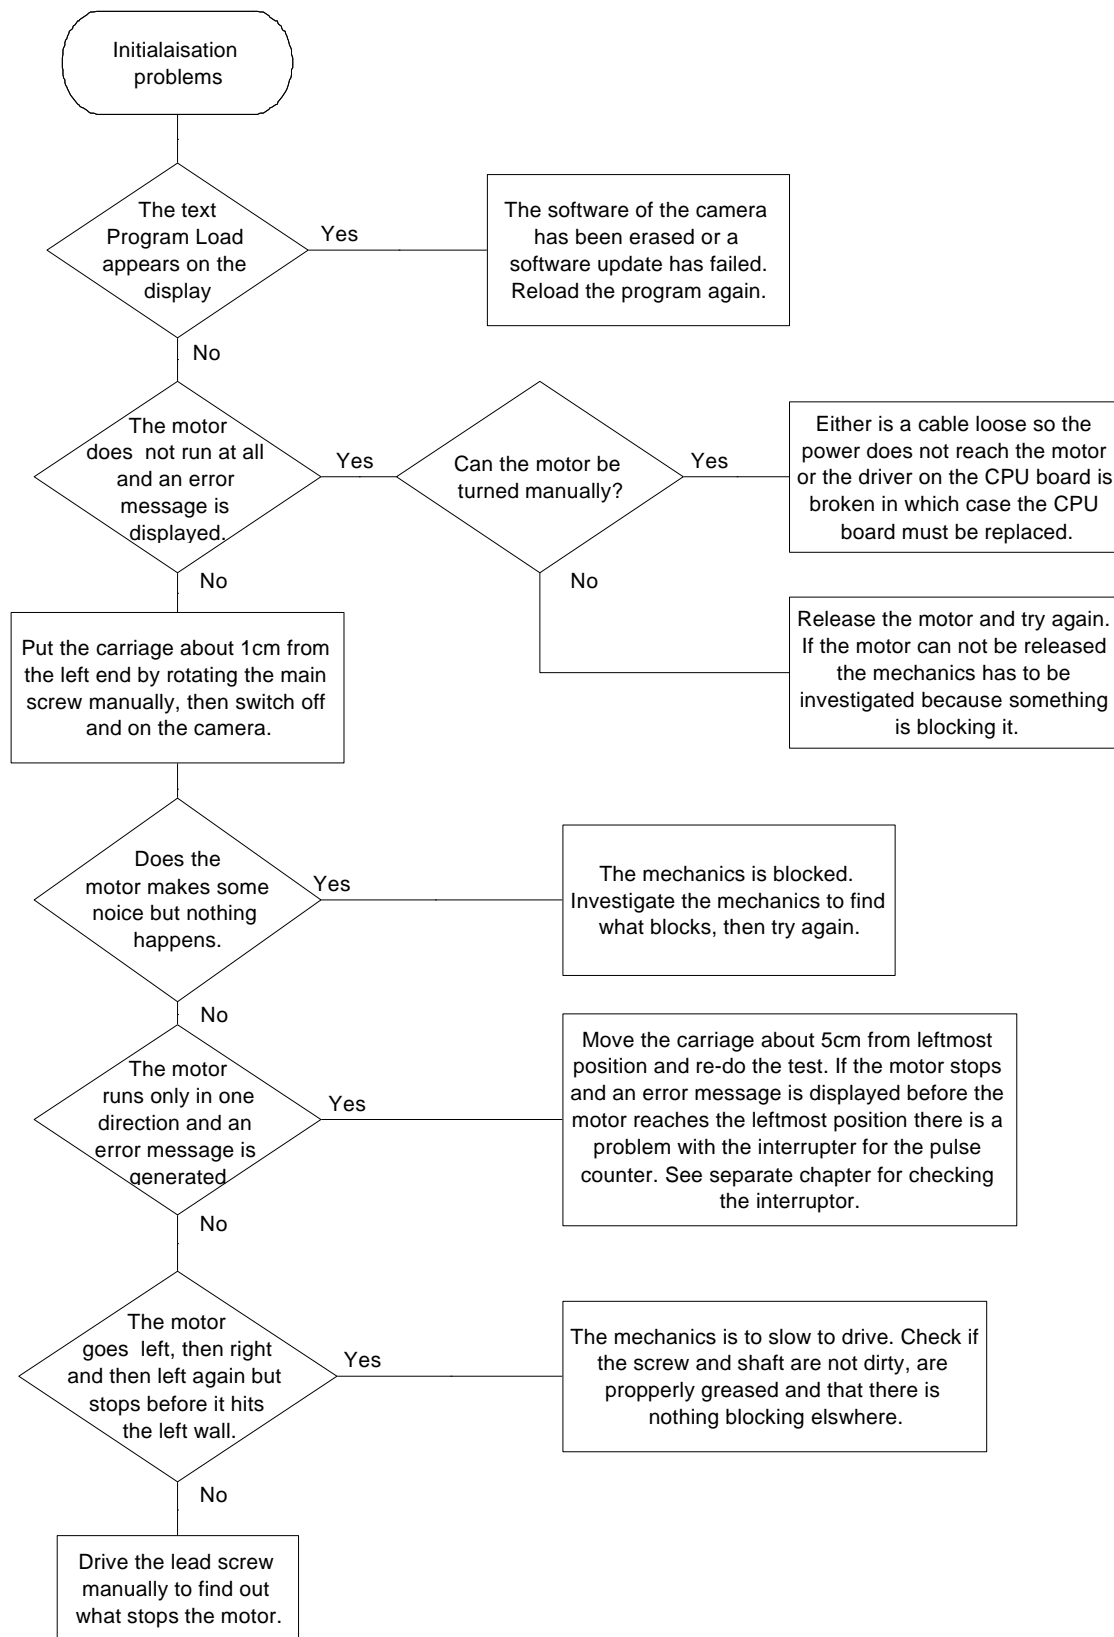 Initialaisation
problems
The text
Program Load
appears on the
display
Yes
The software of the camera
has been erased or a
software update has failed.
Reload the program again.
No
The motor
does not run at all
and an error
message is
displayed.
Yes
Can the motor be
turned manually?
Yes
Either is a cable loose so the
power does not reach the motor
or the driver on the CPU board is
broken in which case the CPU
board must be replaced.
No
No
Release the motor and try again.
If the motor can not be released
the mechanics has to be
investigated because something
is blocking it.
Put the carriage about 1cm from
the left end by rotating the main
screw manually, then switch off
and on the camera.
Does the
motor makes some
noice but nothing
happens.
Yes
The mechanics is blocked.
Investigate the mechanics to find
what blocks, then try again.
No
The motor
runs only in one
direction and an
error message is
generated
Yes
Move the carriage about 5cm from leftmost
position and re-do the test. If the motor stops
and an error message is displayed before the
motor reaches the leftmost position there is a
problem with the interrupter for the pulse
counter. See separate chapter for checking
the interruptor.
No
The motor
goes left, then right
and then left again but
stops before it hits
the left wall.
Yes
The mechanics is to slow to drive. Check if
the screw and shaft are not dirty, are
propperly greased and that there is
nothing blocking elswhere.
No
Drive the lead screw
manually to find out
what stops the motor.